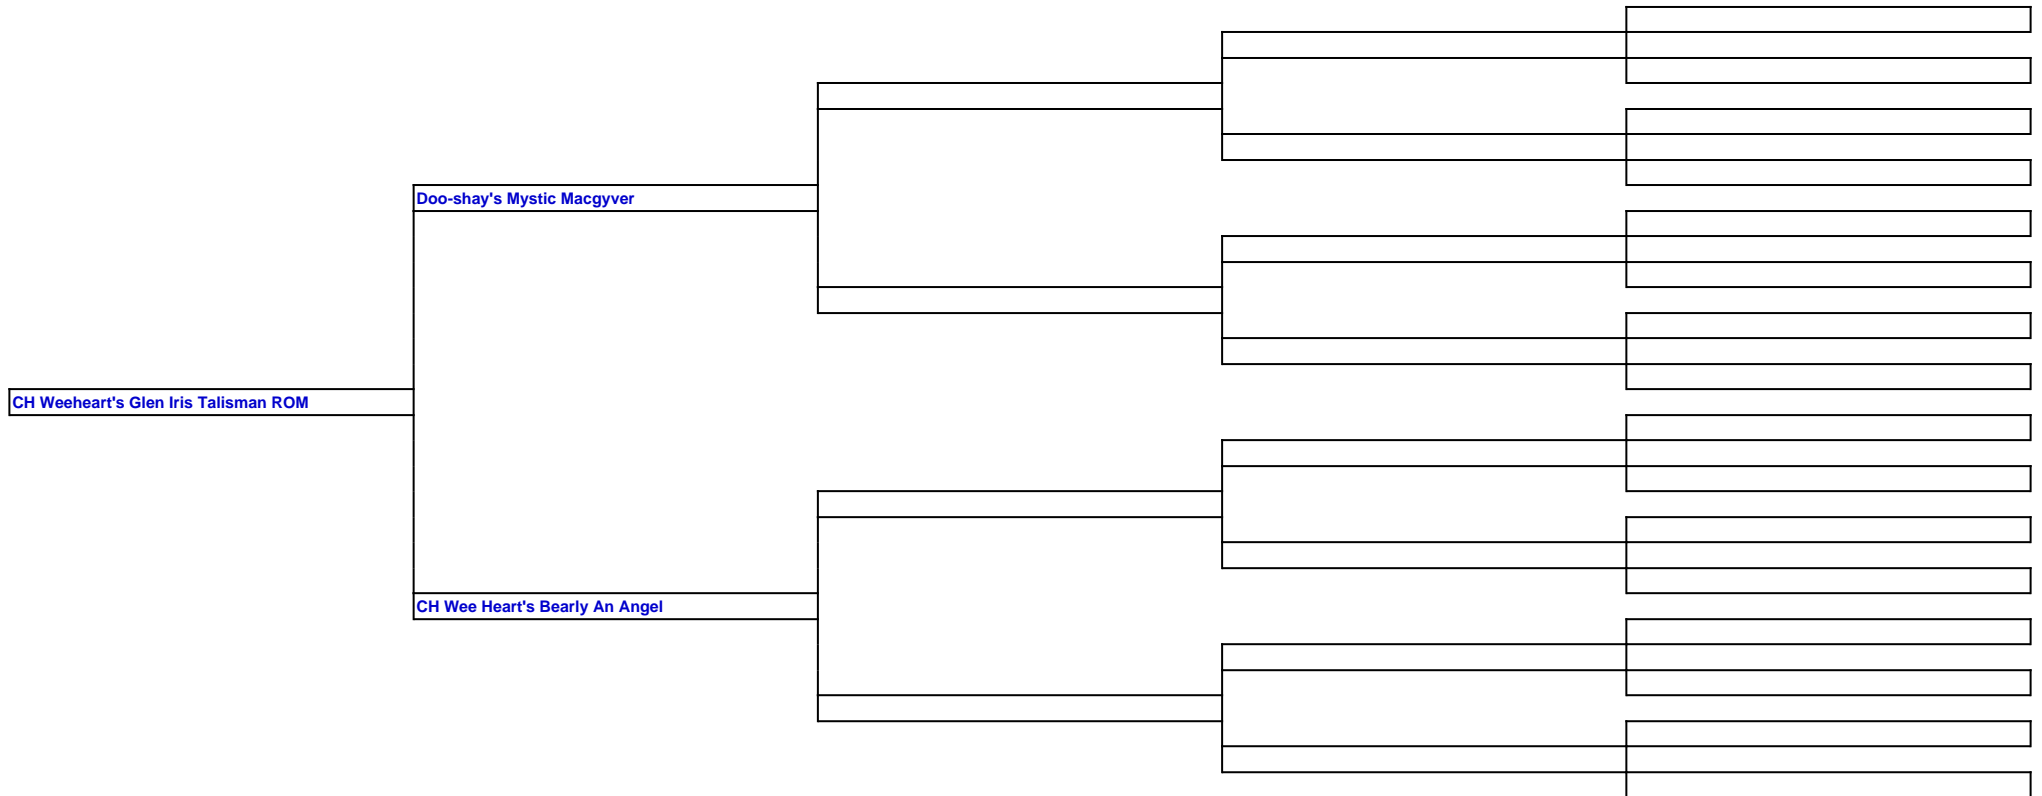 Doo-shay's Mystic Macgyver
CH Weeheart's Glen Iris Talisman ROM
CH Wee Heart's Bearly An Angel